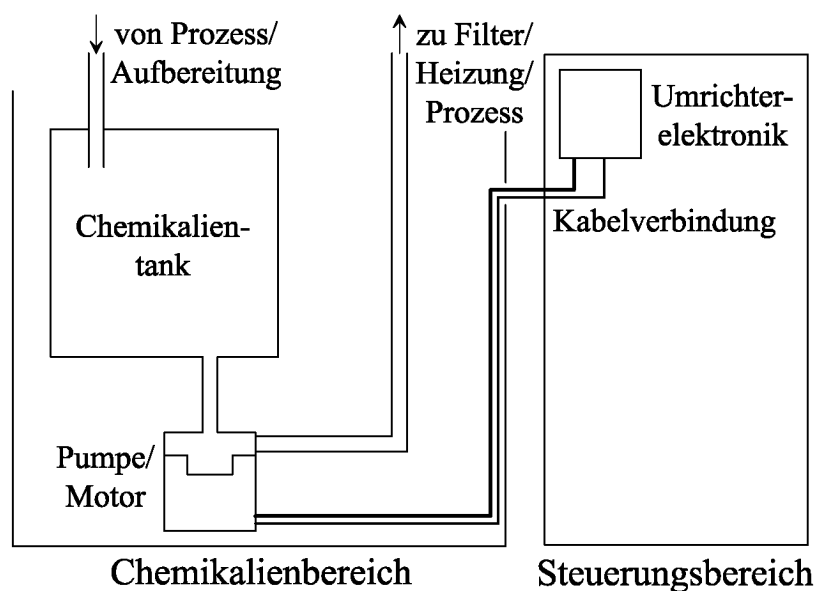 von Prozess/
Aufbereitung
zu Filter/
Heizung/
Prozess
Umrichter-
elektronik
Chemikalien-
tank
Kabelverbindung
Pumpe/
Motor
Chemikalienbereich
Steuerungsbereich